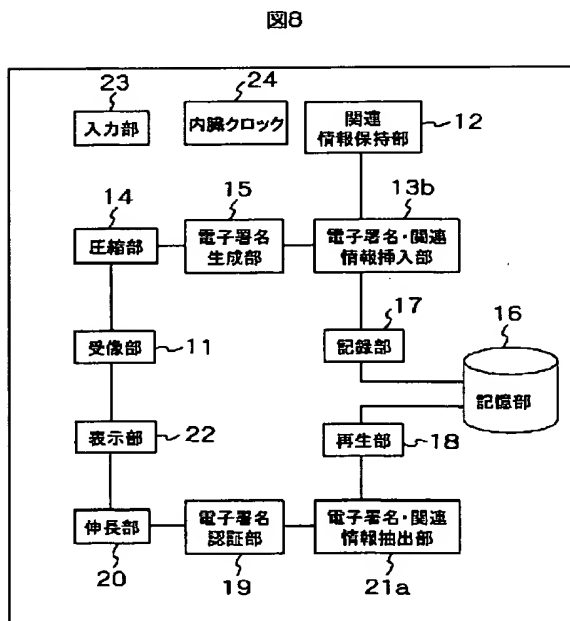 図8
23
24
入力部
内臓クロック
関連
情報保持部
12
14
15
13b
圧縮部
電子署名
生成部
電子署名・関連
情報挿入部
17
16
受像部
11
記録部
記憶部
表示部
22
再生部
18
伸長部
電子署名
認証部
電子署名・関連
情報抽出部
20
19
21a